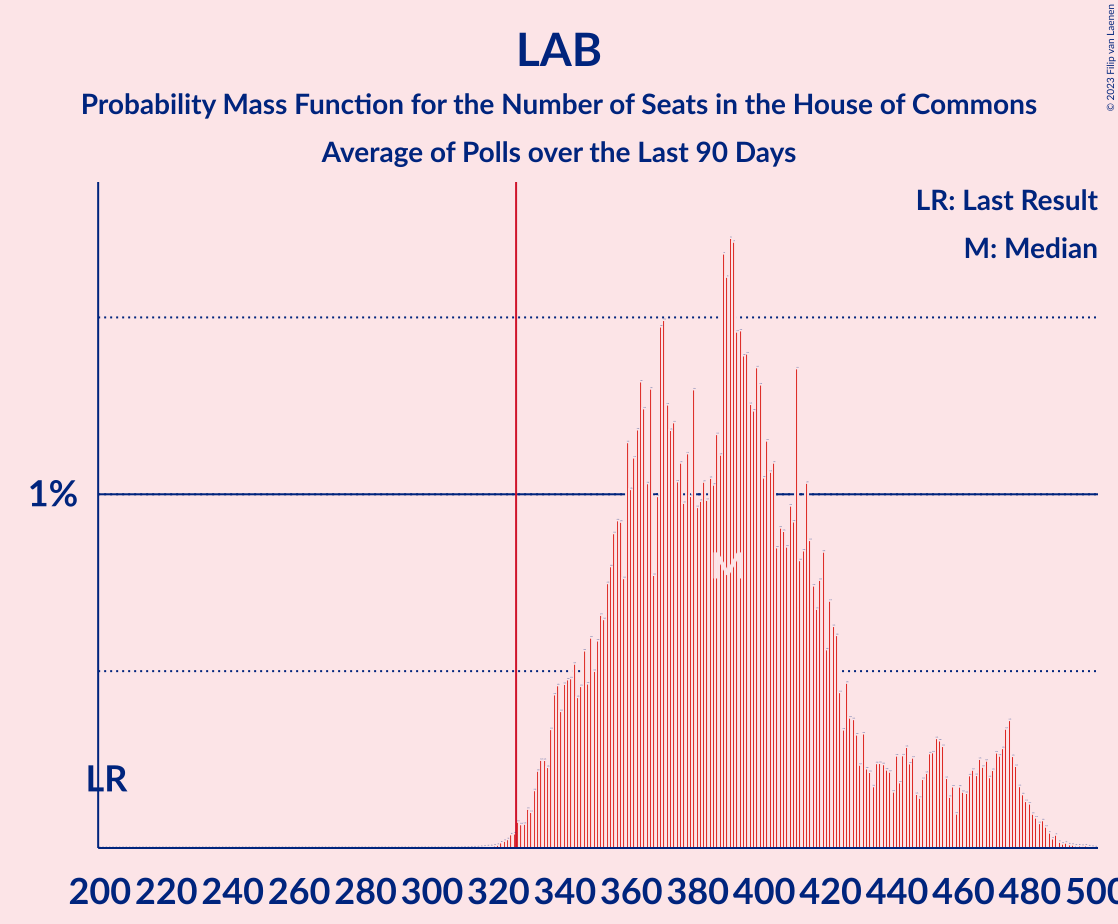 LAB
Probability Mass Function for the Number of Seats in the House of Commons
Average of Polls over the Last 90 Days
© 2023 Filip van Laenen
LR: Last Result
M: Median
1%
M
LR
200 220 240 260 280 300 320 340 360 380 400 420 440 460 480 500